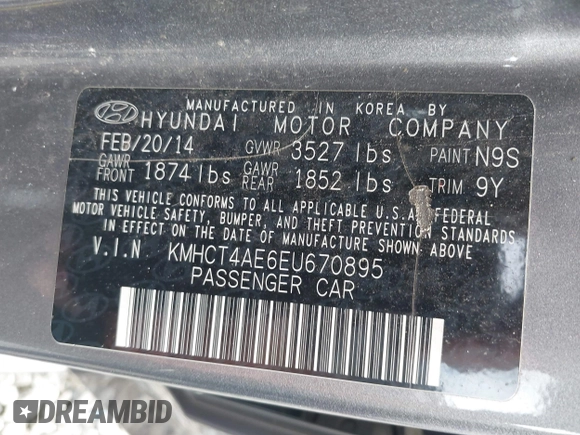 MANUFACTURED IN KOREA BY
HYUNDAI MOTOR COMPANY
FEB/20/14 GVWR 3527 lbs PAINT N9S
GAWR FRONT 1874 lbs GAWR REAR 1852 lbs TRIM 9Y
THIS VEHICLE CONFORMS TO ALL APPLICABLE U.S.A FEDERAL
MOTOR VEHICLE SAFETY, BUMPER, AND THEFT PREVENTION STANDARDS
IN EFFECT ON THE DATE OF MANUFACTURE SHOWN ABOVE.
V.I.N KMHCT4AE6EU670895
PASSENGER CAR
DREAMBID